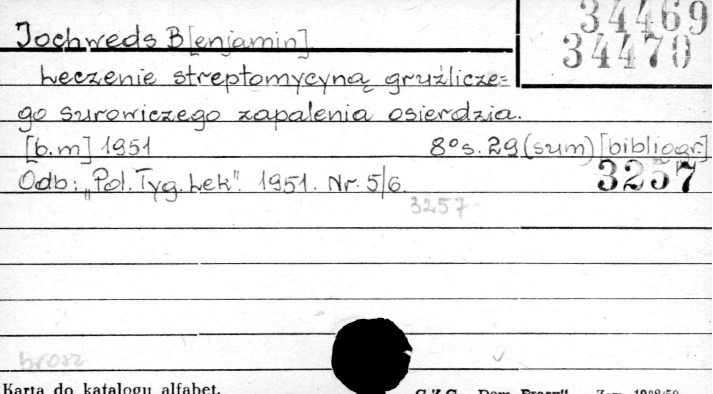 34469
Jochweds B[enjamin]
34470
Leczenie streptomycyną gruźlicze=
go surowiczego zapalenia osierdzia.
[b.m] 1951 8° s. 29 (sum) [bibliogr.]
Odb: "Pol. Tyg. Lek". 1951. Nr. 5/6. 3257
3257
brosz
Karta do katalogu alfabet.